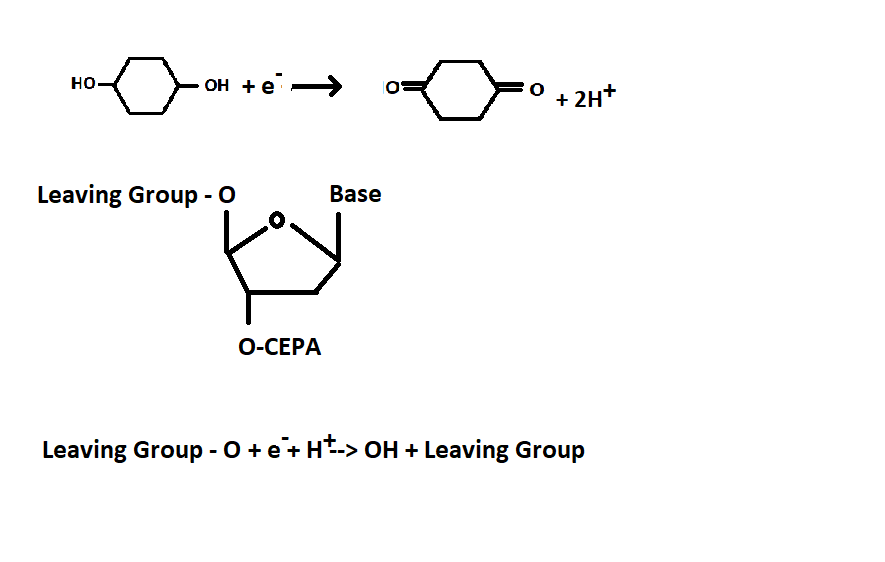 HO OH + e⁻ → O O + 2H⁺
Leaving Group - O Base
O
O-CEPA
Leaving Group - O + e⁻+ H⁺--> OH + Leaving Group